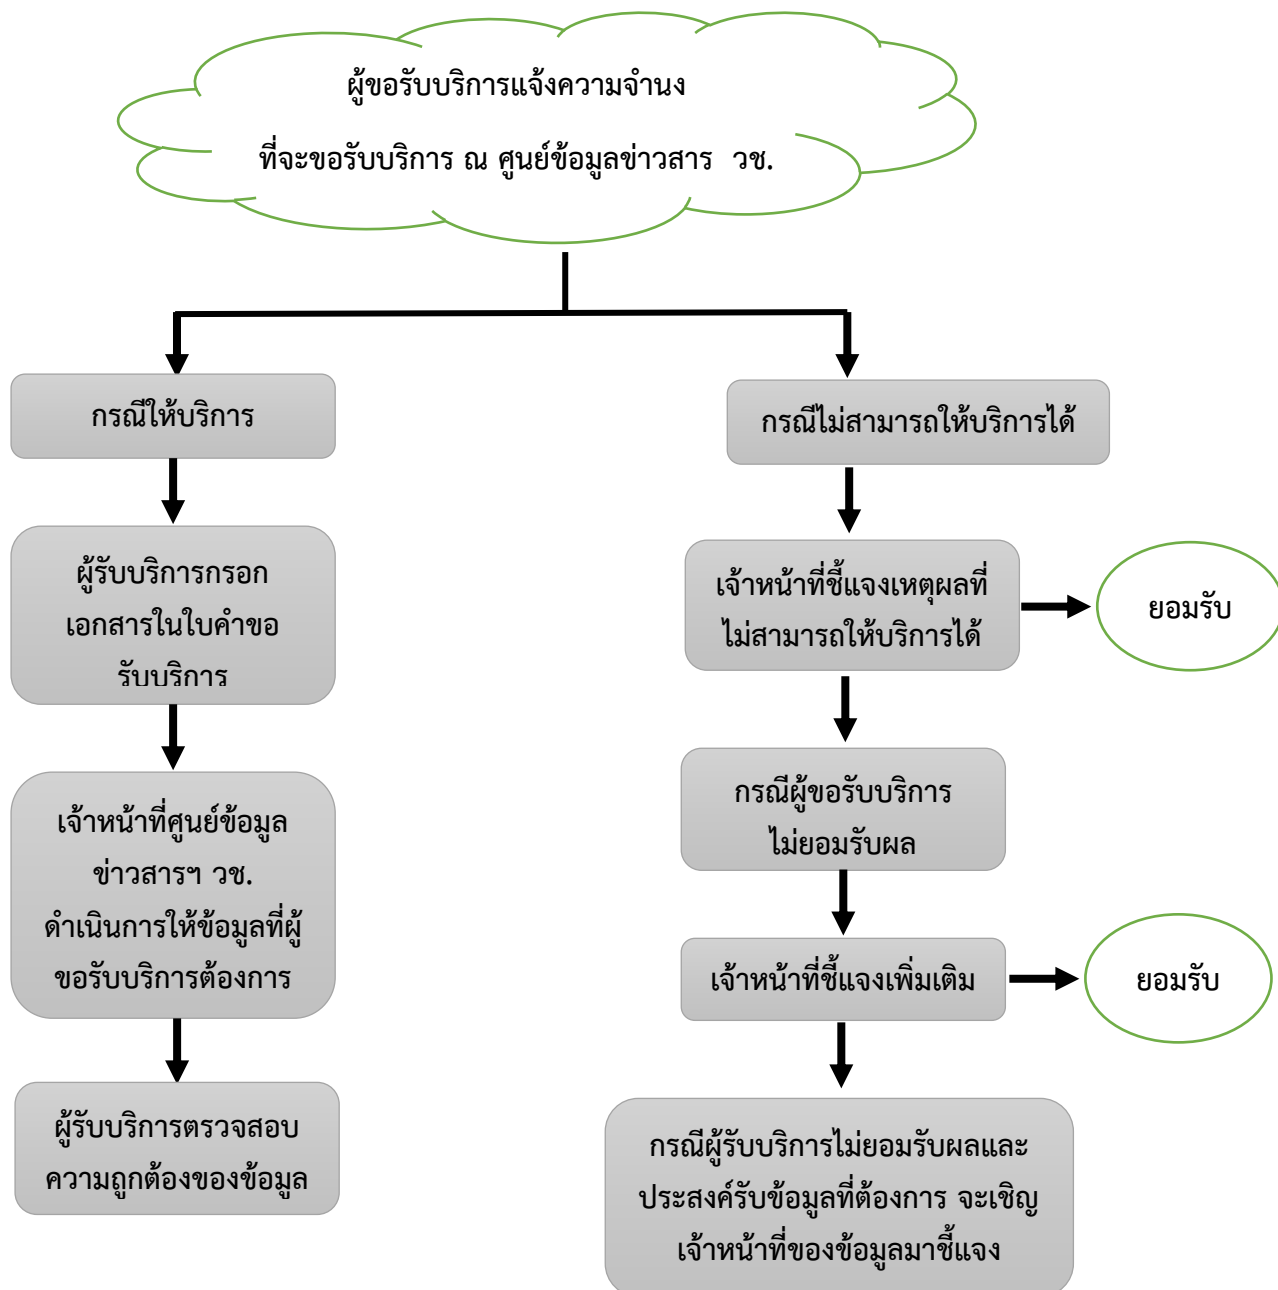 ผู้ขอรับบริการแจ้งความจำนง
ที่จะขอรับบริการ ณ ศูนย์ข้อมูลข่าวสาร วช.
กรณีให้บริการ
ผู้รับบริการกรอก
เอกสารในใบคำขอ
รับบริการ
เจ้าหน้าที่ศูนย์ข้อมูล
ข่าวสารฯ วช.
ดำเนินการให้ข้อมูลที่ผู้
ขอรับบริการต้องการ
ผู้รับบริการตรวจสอบ
ความถูกต้องของข้อมูล
กรณีไม่สามารถให้บริการได้
เจ้าหน้าที่ชี้แจงเหตุผลที่
ไม่สามารถให้บริการได้
ยอมรับ
กรณีผู้ขอรับบริการ
ไม่ยอมรับผล
เจ้าหน้าที่ชี้แจงเพิ่มเติม
ยอมรับ
กรณีผู้รับบริการไม่ยอมรับผลและ
ประสงค์รับข้อมูลที่ต้องการ จะเชิญ
เจ้าหน้าที่ของข้อมูลมาชี้แจง